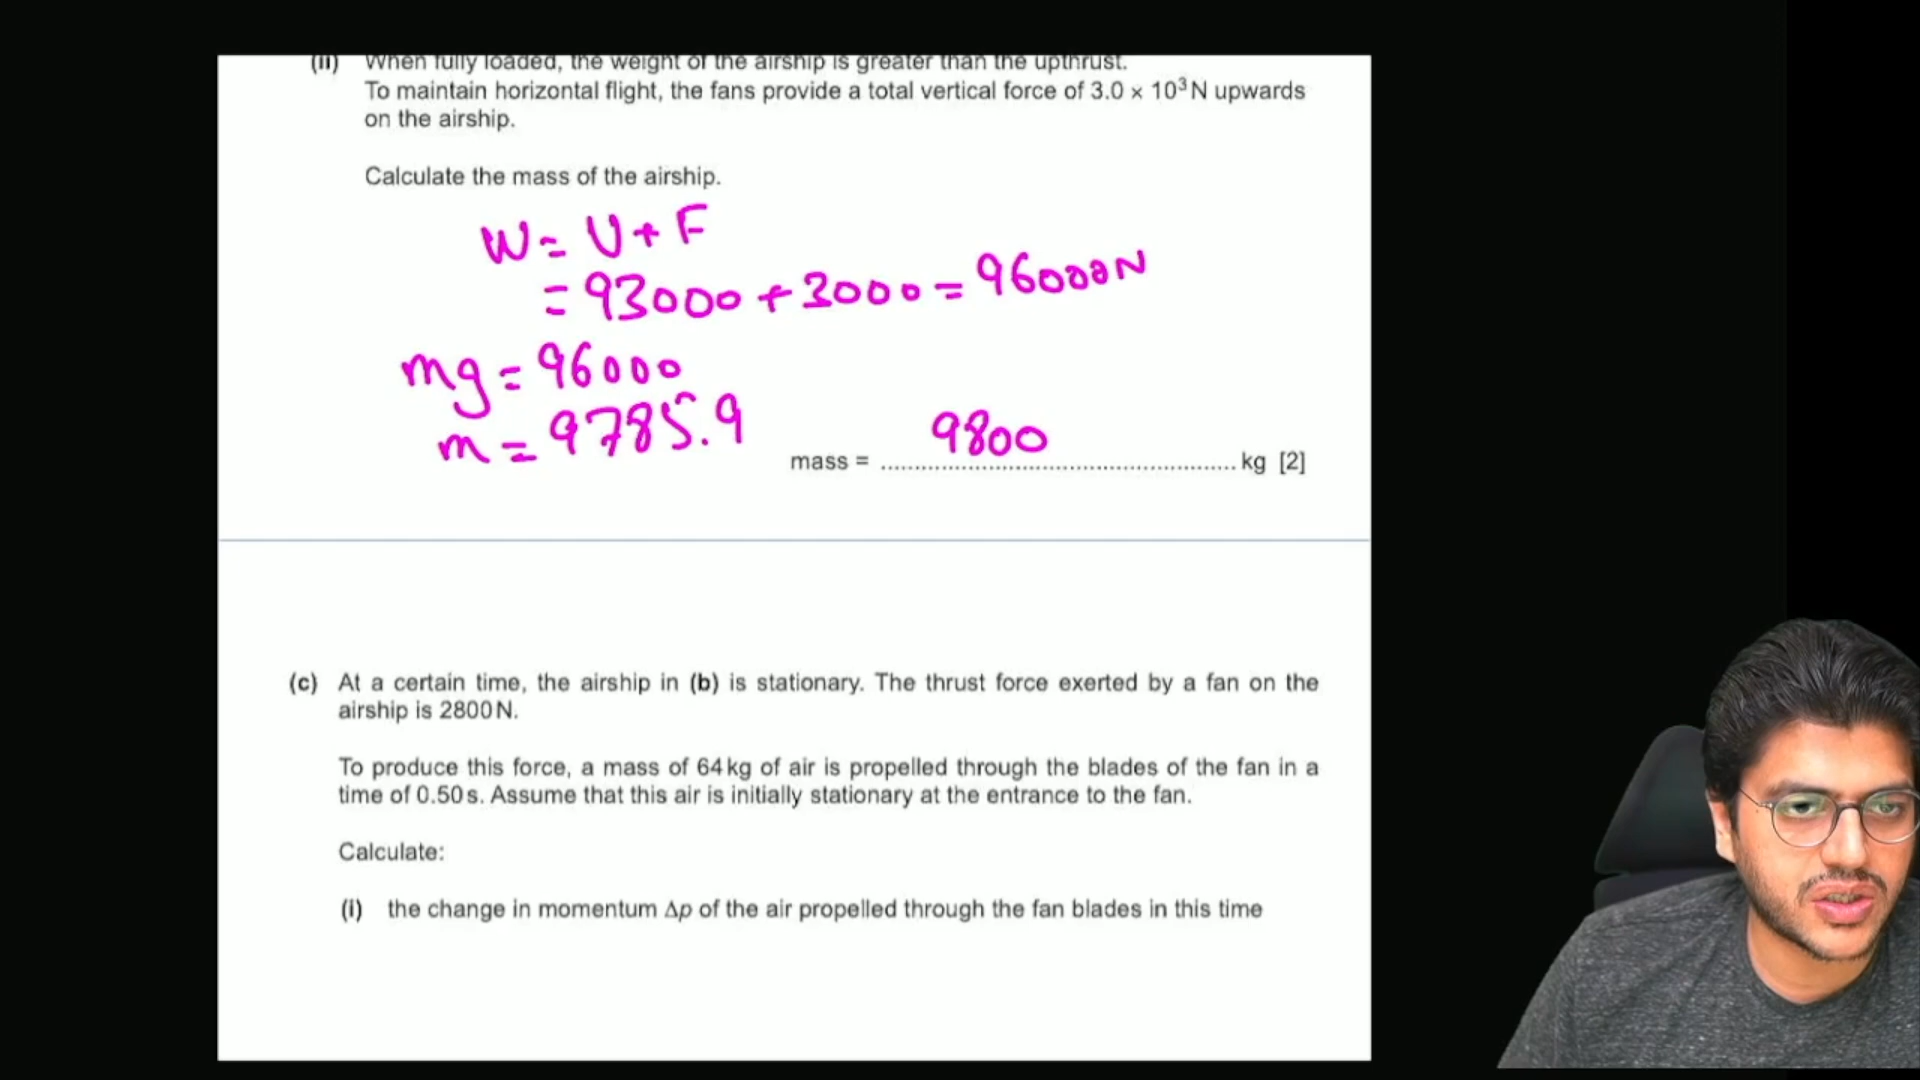 (ii) When fully loaded, the weight of the airship is greater than the upthrust.
To maintain horizontal flight, the fans provide a total vertical force of 3.0 × 10³ N upwards
on the airship.
Calculate the mass of the airship.
W = U + F
= 93000 + 3000 = 96000N
mg = 96000
m = 9785.9
9800
mass = ..................................................... kg [2]
(c) At a certain time, the airship in (b) is stationary. The thrust force exerted by a fan on the
airship is 2800 N.
To produce this force, a mass of 64 kg of air is propelled through the blades of the fan in a
time of 0.50 s. Assume that this air is initially stationary at the entrance to the fan.
Calculate:
(i) the change in momentum Δp of the air propelled through the fan blades in this time